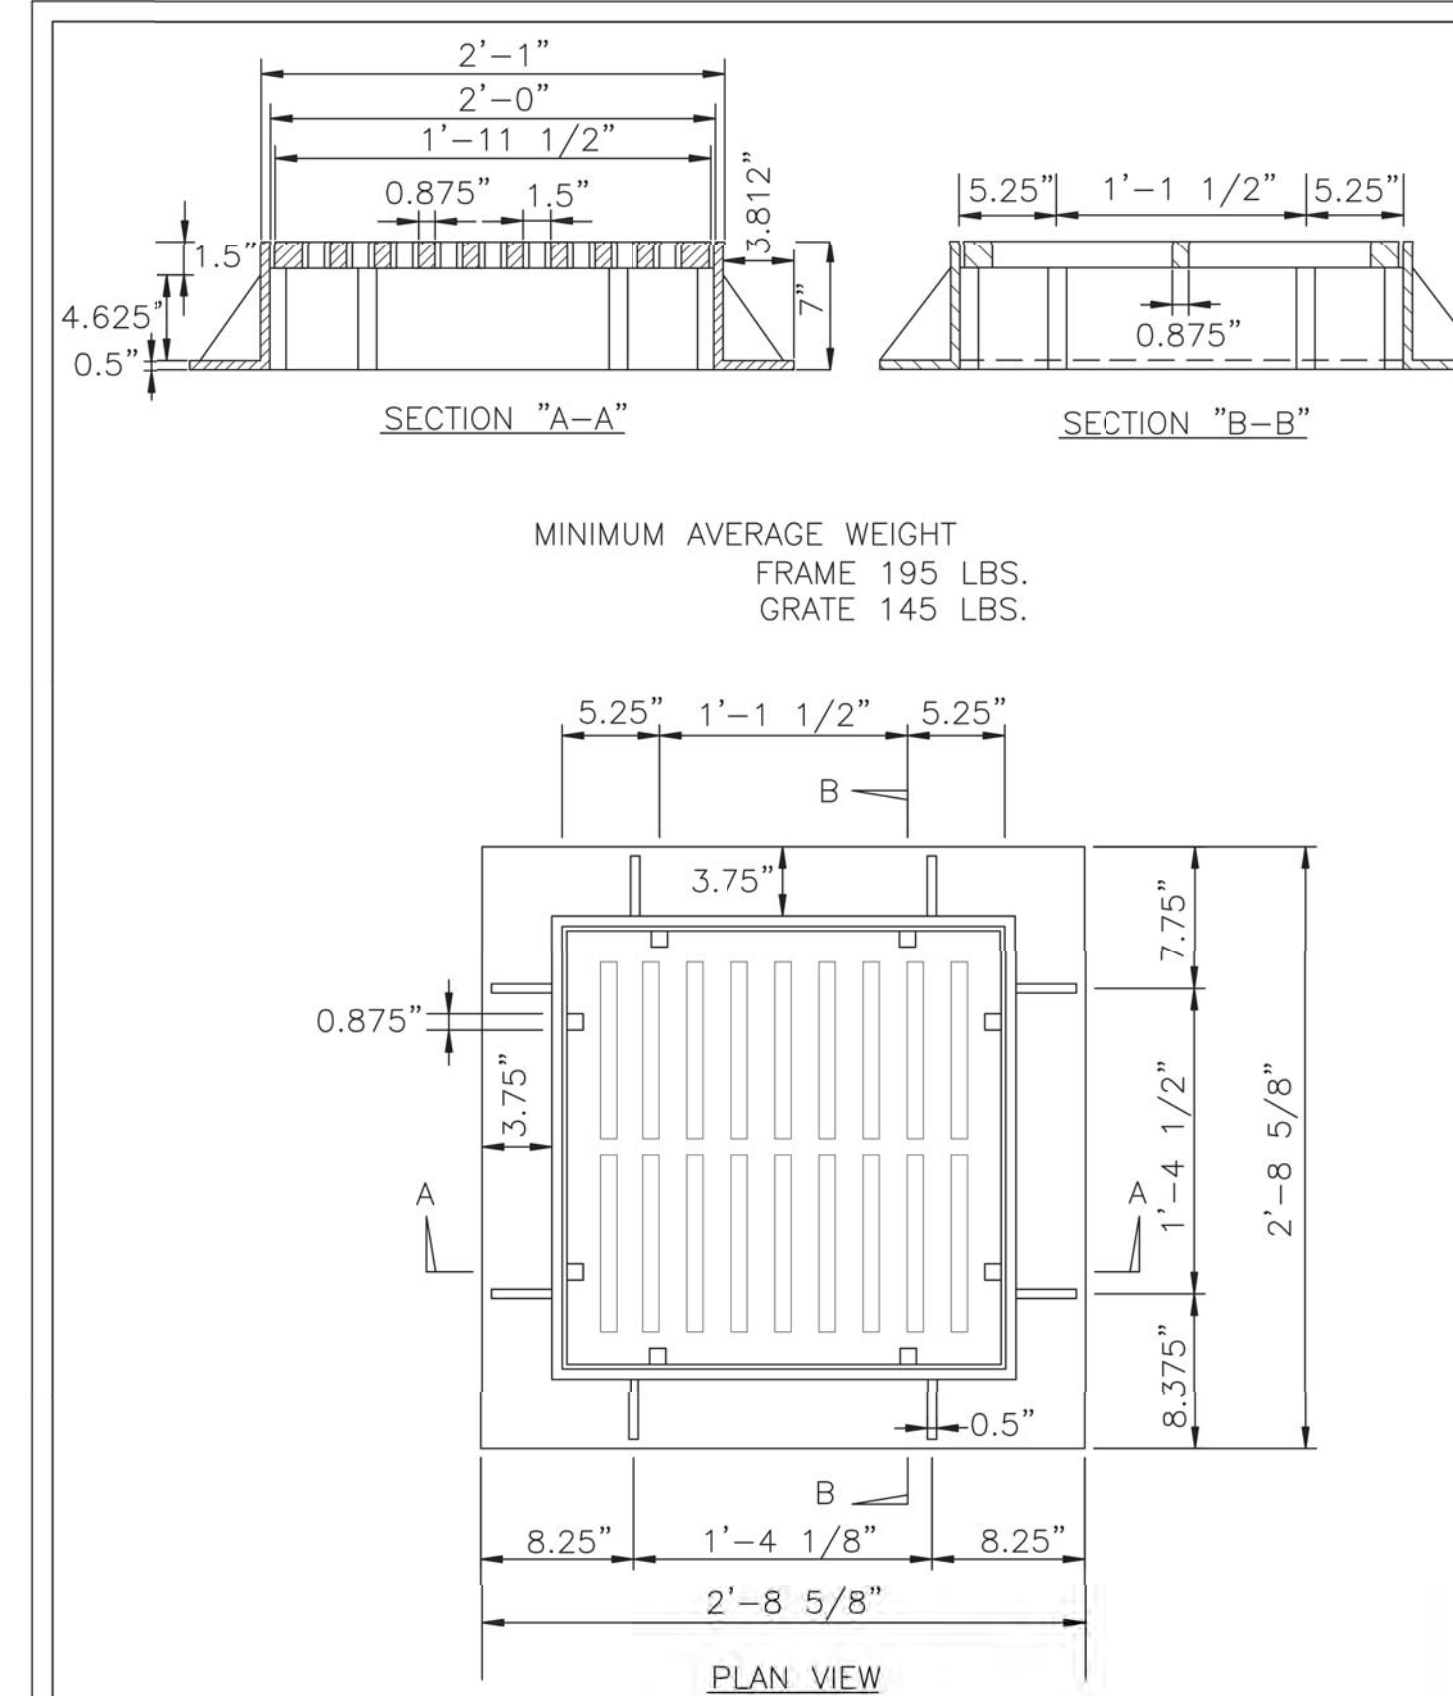 2'-1"
2'-0"
1'-11 1/2"
0.875" 1.5"
3.812"
1.5"
4.625"
0.5"
7"
SECTION "A-A"
5.25" 1'-1 1/2" 5.25"
0.875"
SECTION "B-B"
MINIMUM AVERAGE WEIGHT
FRAME 195 LBS.
GRATE 145 LBS.
5.25" 1'-1 1/2" 5.25"
B
3.75"
7.75"
0.875"
3.75"
1'-4 1/2"
2'-8 5/8"
A A
8.375"
0.5"
B
8.25" 1'-4 1/8" 8.25"
2'-8 5/8"
PLAN VIEW